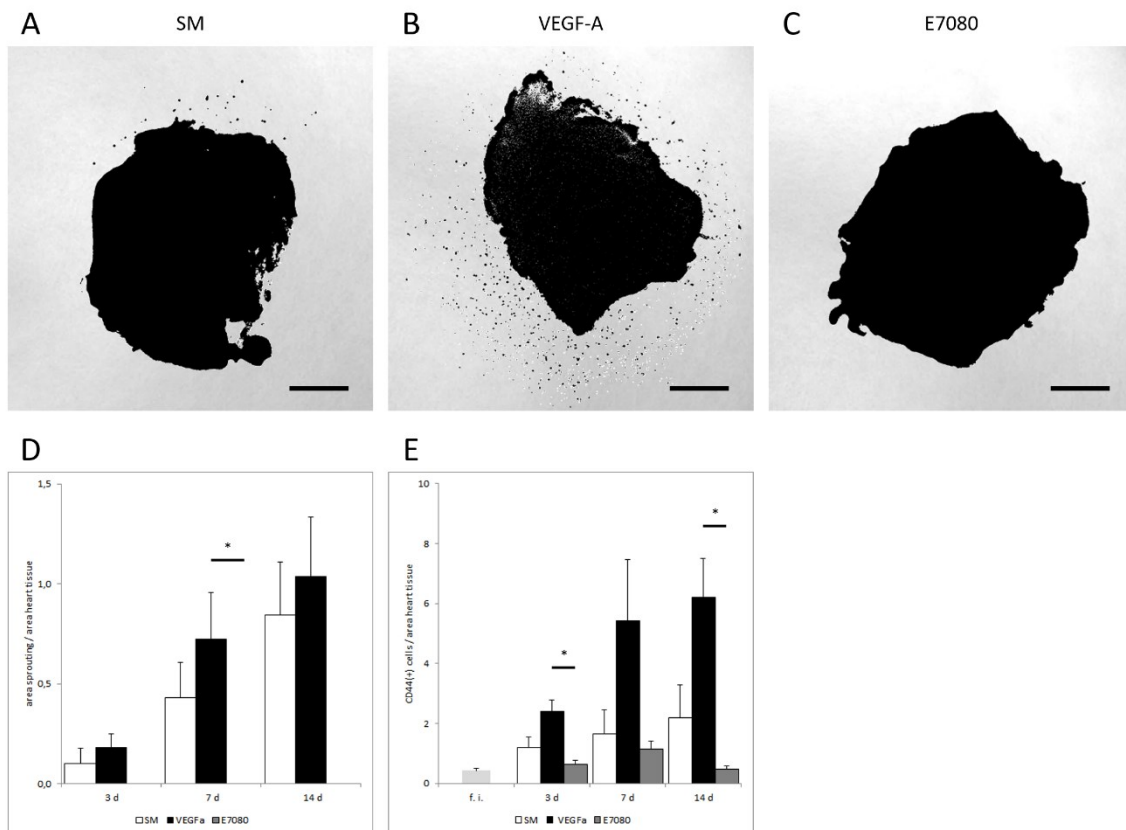 A
SM
B
VEGF-A
C
E7080
D
area sprouting / area heart tissue
1,5
1,0
0,5
0,0
*
3 d
7 d
14 d
SM
VEGFa
E7080
E
CD44(+) cells / area heart tissue
10
8
6
4
2
0
*
*
f. i.
3 d
7 d
14 d
SM
VEGFa
E7080